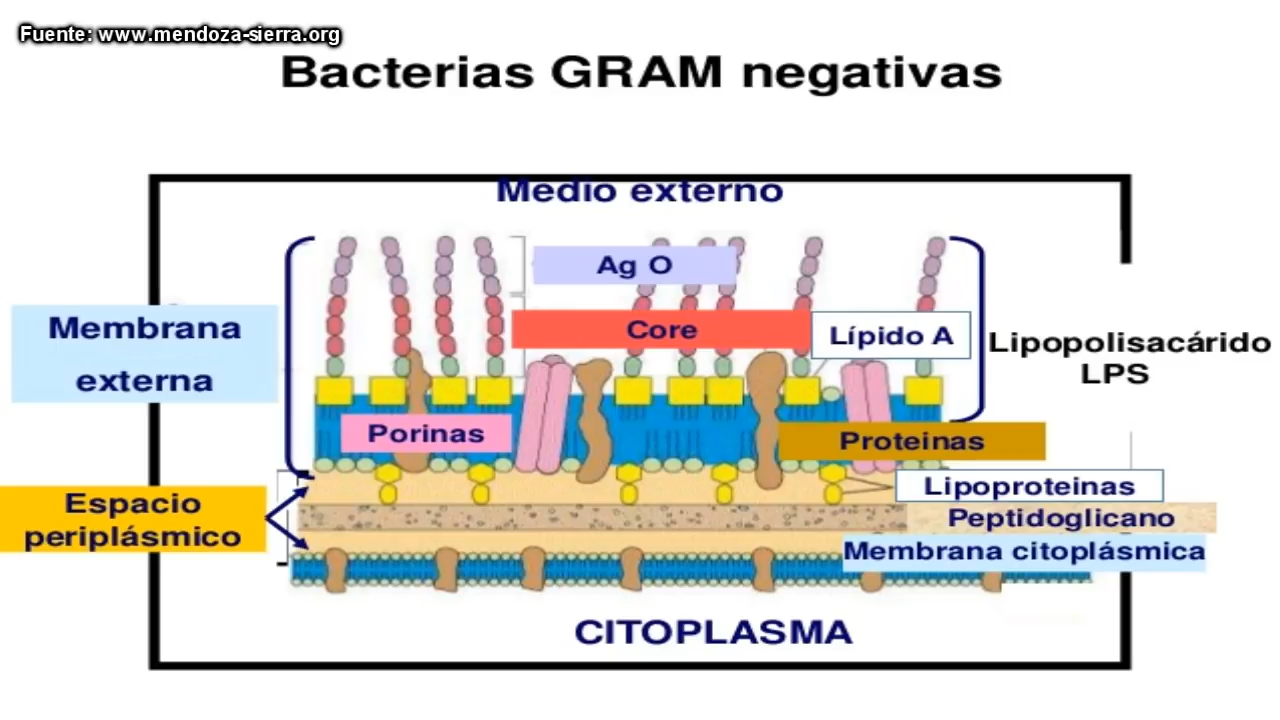 Fuente: www.mendoza-sierra.org
Bacterias GRAM negativas
Medio externo
Ag O
Core
Lípido A
Membrana
externa
Lipopolisacárido
LPS
Porinas
Proteinas
Lipoproteinas
Espacio
periplásmico
Peptidoglicano
Membrana citoplásmica
CITOPLASMA